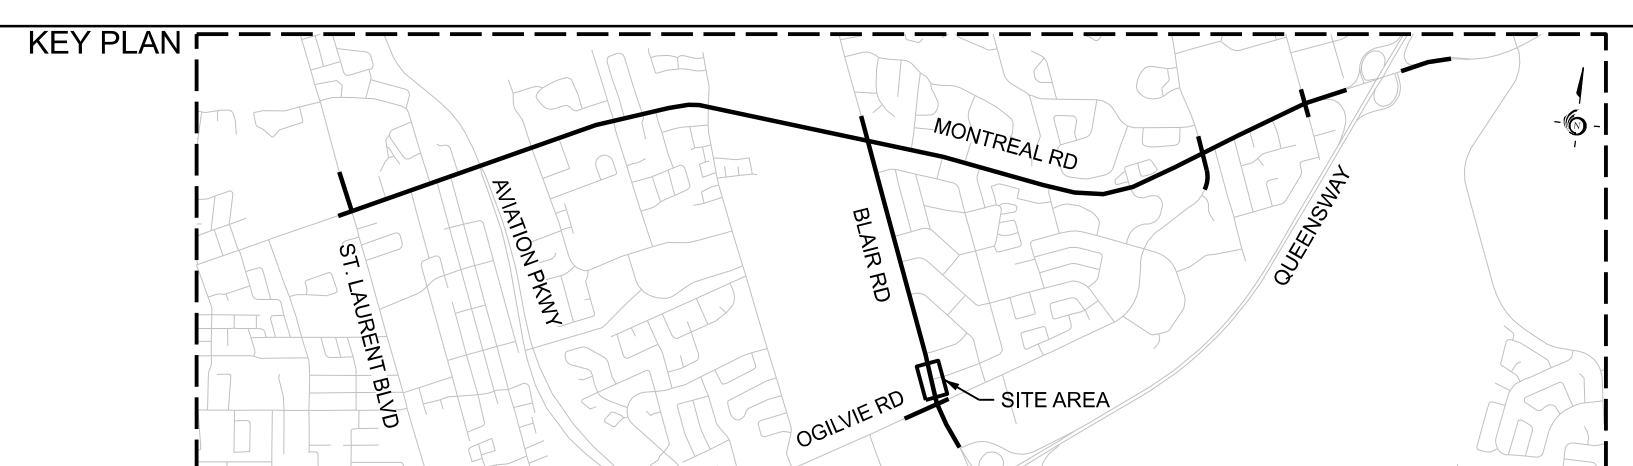 KEY PLAN
MONTREAL RD
AVIATION PKWY
QUEENSWAY
BLAIR RD
ST. LAURENT BLVD
OGILVIE RD
SITE AREA
N